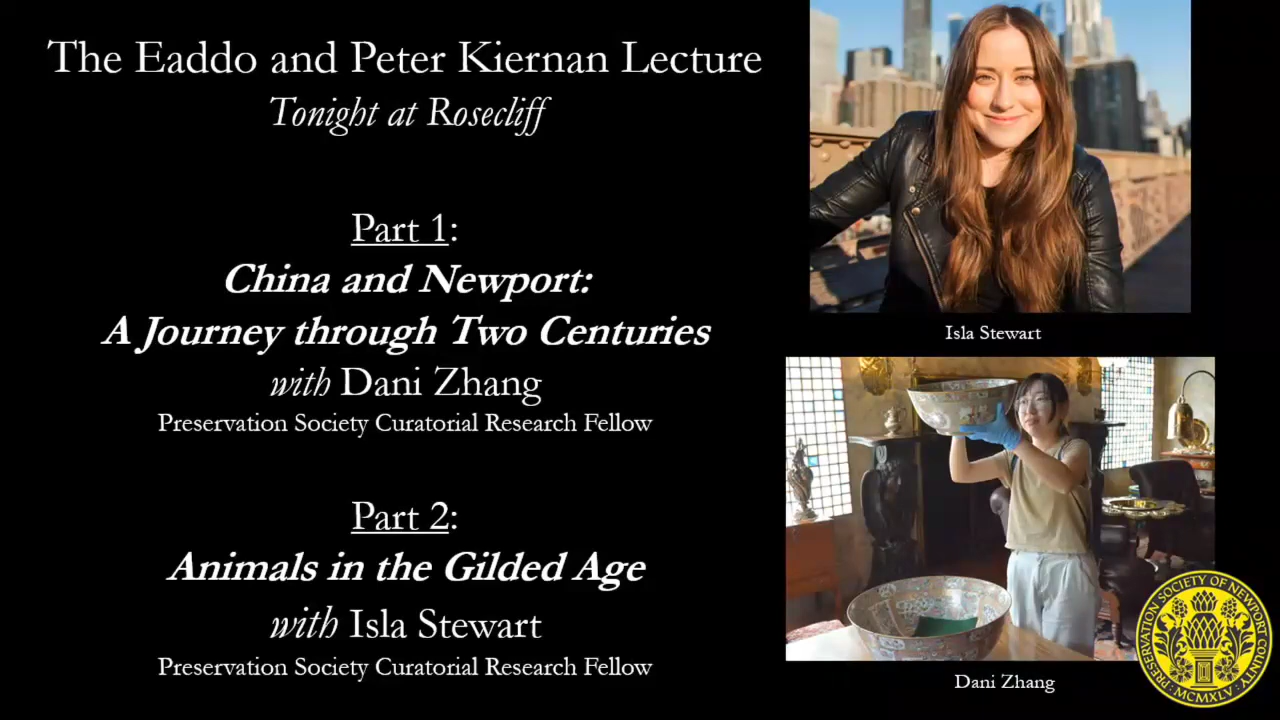 The Eaddo and Peter Kiernan Lecture
Tonight at Rosecliff
Part 1:
China and Newport:
A Journey through Two Centuries
with Dani Zhang
Preservation Society Curatorial Research Fellow
Part 2:
Animals in the Gilded Age
with Isla Stewart
Preservation Society Curatorial Research Fellow
Isla Stewart
Dani Zhang
PRESERVATION SOCIETY OF NEWPORT COUNTY
MCMXLV